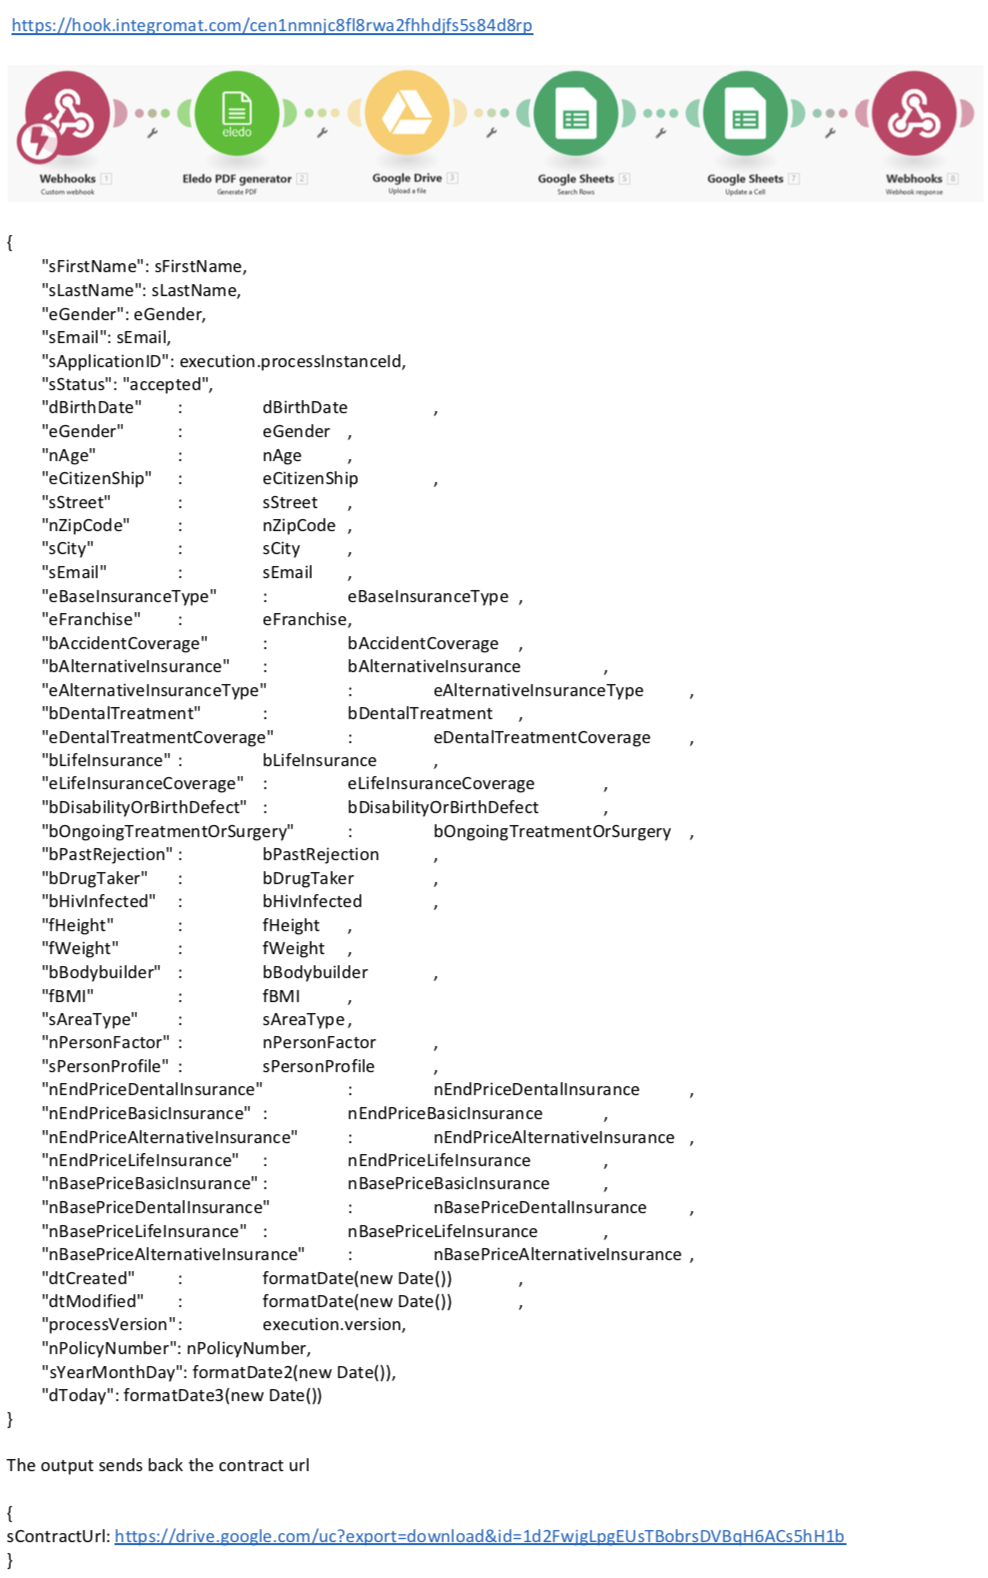 https://hook.integromat.com/cen1nmnjc8fl8rwa2fhhdjfs5s84d8rp
eledo
Webhooks 1 Eledo PDF generator 2 Google Drive 3 Google Sheets 5 Google Sheets 7 Webhooks 8
Custom webhook Generate PDF Upload a file Search Rows Update a Cell Webhook response
{
"sFirstName": sFirstName,
"sLastName": sLastName,
"eGender": eGender,
"sEmail": sEmail,
"sApplicationID": execution.processInstanceId,
"sStatus": "accepted",
"dBirthDate" : dBirthDate ,
"eGender" : eGender ,
"nAge" : nAge ,
"eCitizenShip" : eCitizenShip ,
"sStreet" : sStreet ,
"nZipCode" : nZipCode ,
"sCity" : sCity ,
"sEmail" : sEmail ,
"eBaseInsuranceType" : eBaseInsuranceType ,
"eFranchise" : eFranchise,
"bAccidentCoverage" : bAccidentCoverage ,
"bAlternativeInsurance" : bAlternativeInsurance ,
"eAlternativeInsuranceType" : eAlternativeInsuranceType ,
"bDentalTreatment" : bDentalTreatment ,
"eDentalTreatmentCoverage" : eDentalTreatmentCoverage ,
"bLifeInsurance" : bLifeInsurance ,
"eLifeInsuranceCoverage" : eLifeInsuranceCoverage ,
"bDisabilityOrBirthDefect" : bDisabilityOrBirthDefect ,
"bOngoingTreatmentOrSurgery" : bOngoingTreatmentOrSurgery ,
"bPastRejection" : bPastRejection ,
"bDrugTaker" : bDrugTaker ,
"bHivInfected" : bHivInfected ,
"fHeight" : fHeight ,
"fWeight" : fWeight ,
"bBodybuilder" : bBodybuilder ,
"fBMI" : fBMI ,
"sAreaType" : sAreaType,
"nPersonFactor" : nPersonFactor ,
"sPersonProfile" : sPersonProfile ,
"nEndPriceDentalInsurance" : nEndPriceDentalInsurance ,
"nEndPriceBasicInsurance" : nEndPriceBasicInsurance ,
"nEndPriceAlternativeInsurance" : nEndPriceAlternativeInsurance ,
"nEndPriceLifeInsurance" : nEndPriceLifeInsurance ,
"nBasePriceBasicInsurance" : nBasePriceBasicInsurance ,
"nBasePriceDentalInsurance" : nBasePriceDentalInsurance ,
"nBasePriceLifeInsurance" : nBasePriceLifeInsurance ,
"nBasePriceAlternativeInsurance" : nBasePriceAlternativeInsurance ,
"dtCreated" : formatDate(new Date()) ,
"dtModified" : formatDate(new Date()) ,
"processVersion": execution.version,
"nPolicyNumber": nPolicyNumber,
"sYearMonthDay": formatDate2(new Date()),
"dToday": formatDate3(new Date())
}
The output sends back the contract url
{
sContractUrl: https://drive.google.com/uc?export=download&id=1d2FwjgLpgEUsTBobrsDVBqH6ACs5hH1b
}